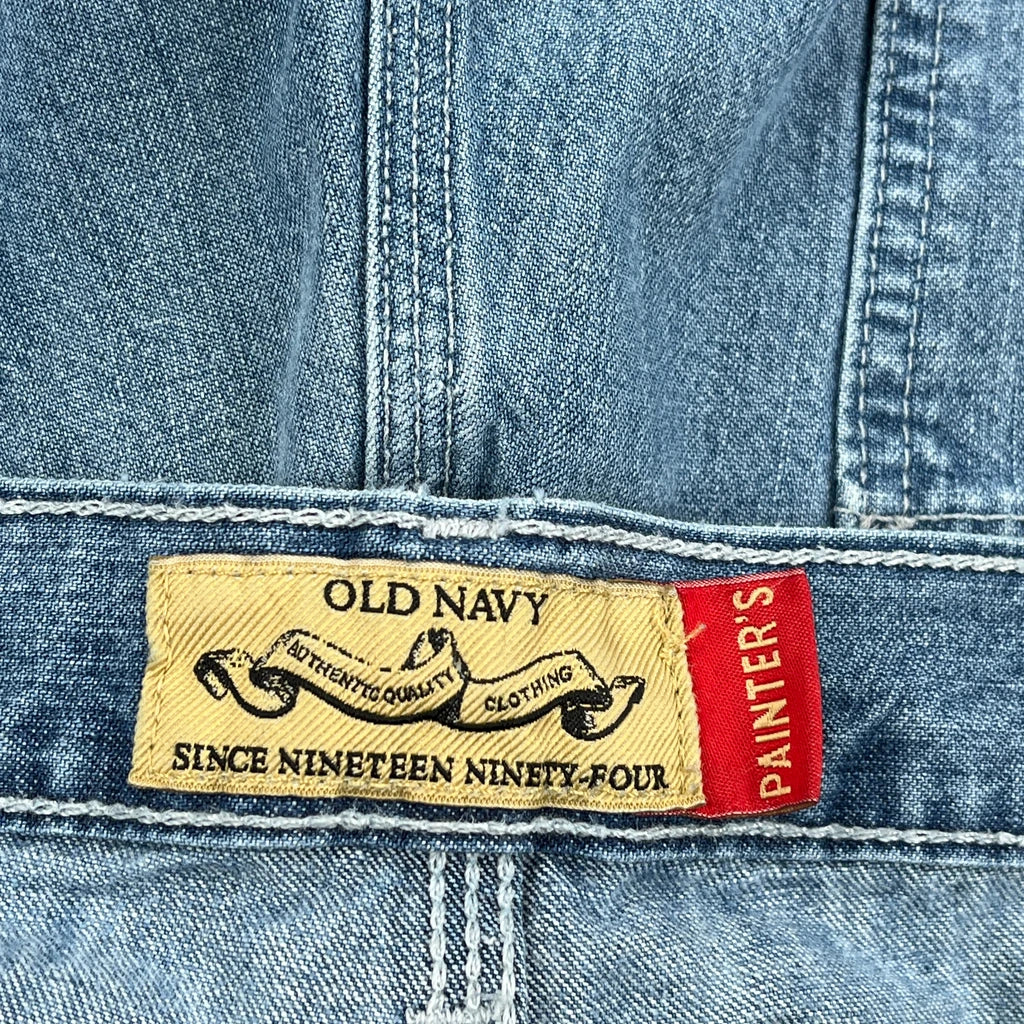 OLD NAVY
AUTHENTIC QUALITY CLOTHING
SINCE NINETEEN NINETY-FOUR
PAINTER'S